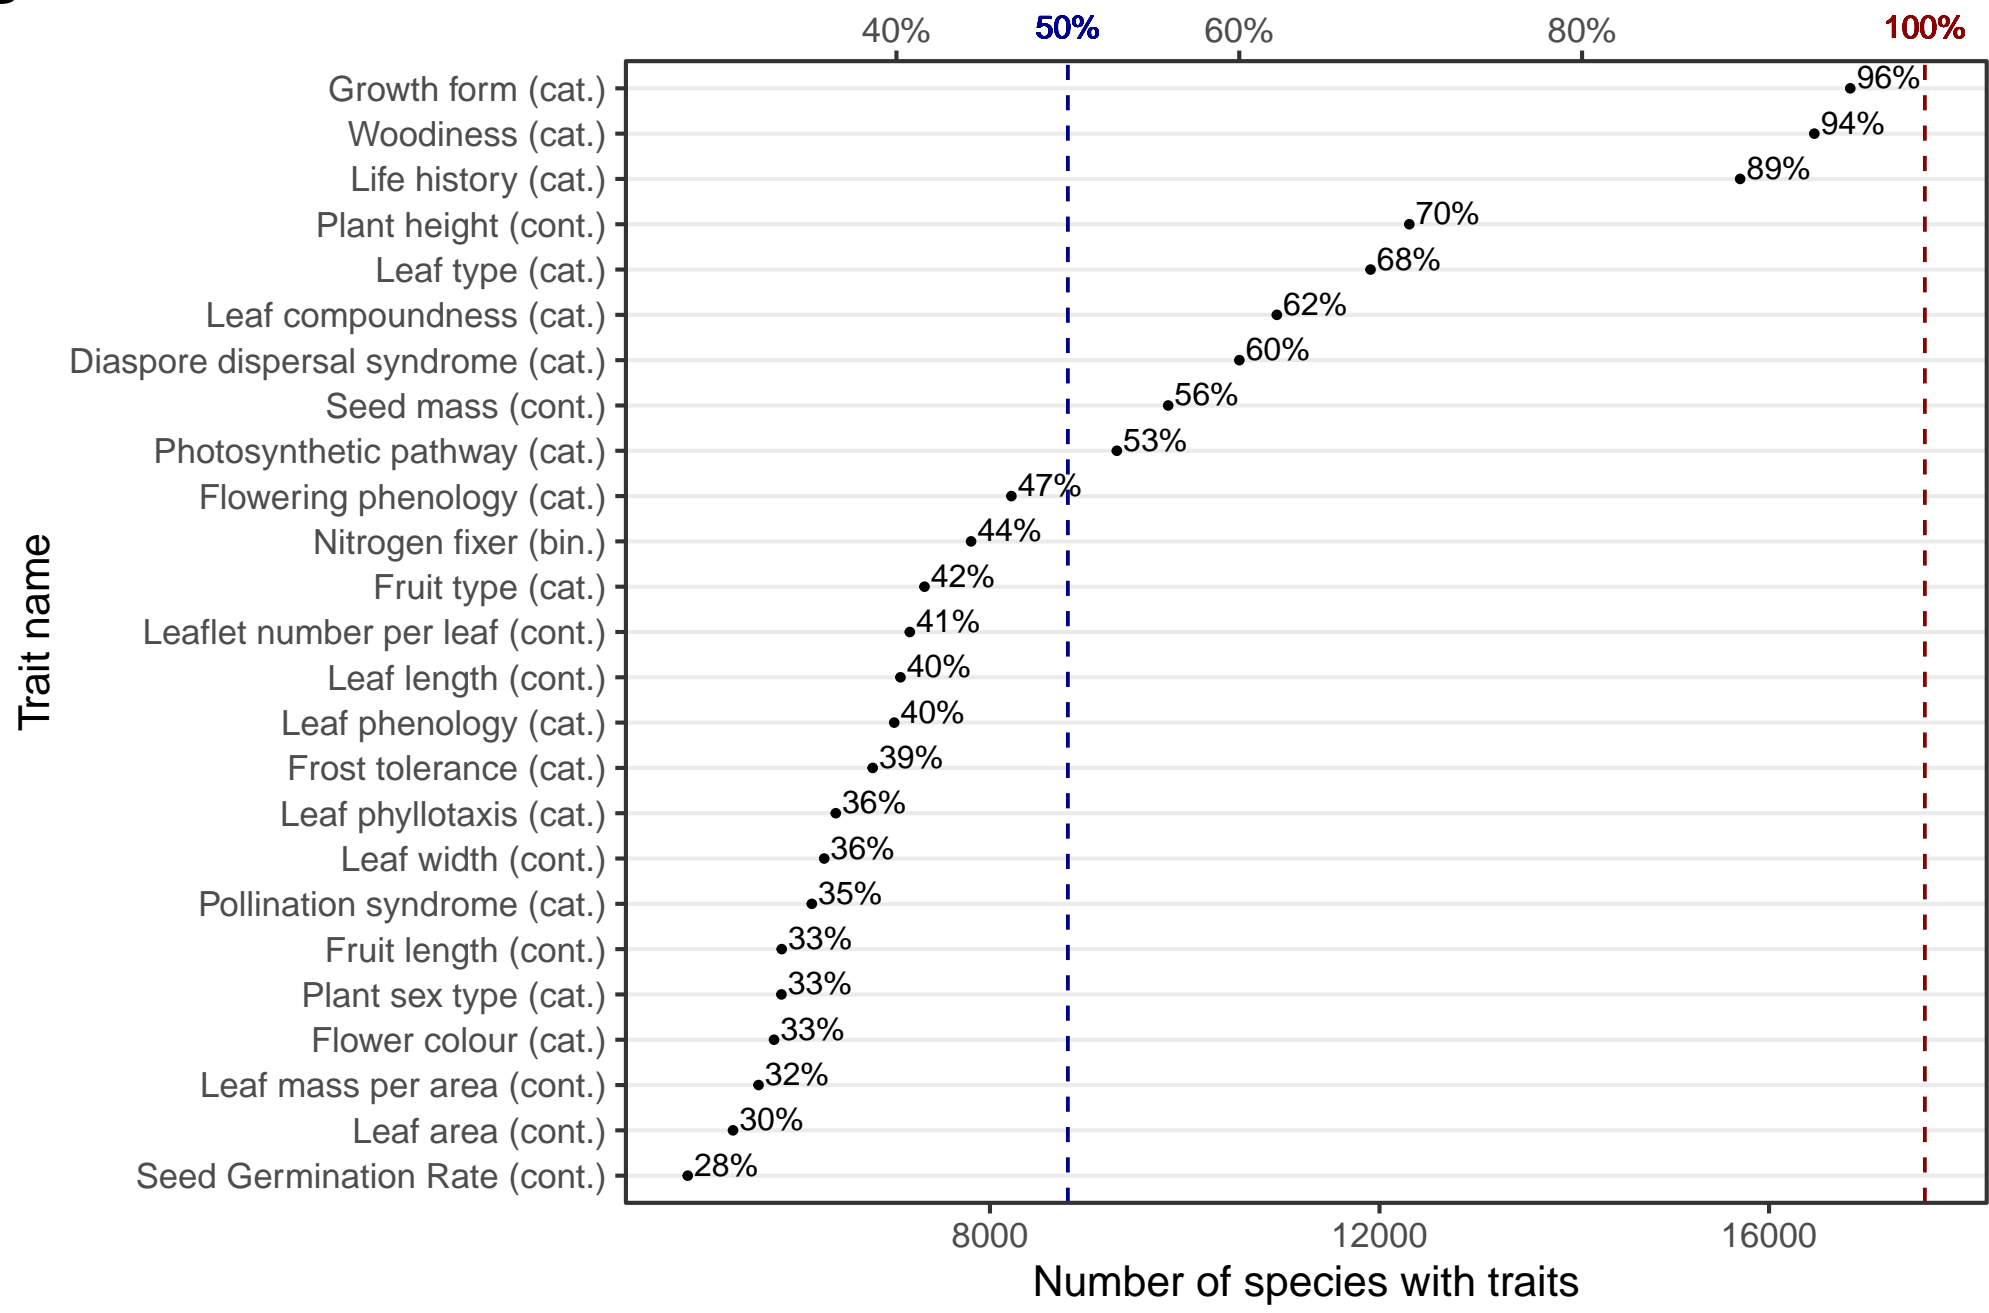 40% 50% 60% 80% 100%
Growth form (cat.) 96%
Woodiness (cat.) 94%
Life history (cat.) 89%
Plant height (cont.) 70%
Leaf type (cat.) 68%
Leaf compoundness (cat.) 62%
Diaspore dispersal syndrome (cat.) 60%
Seed mass (cont.) 56%
Photosynthetic pathway (cat.) 53%
Flowering phenology (cat.) 47%
Nitrogen fixer (bin.) 44%
Fruit type (cat.) 42%
Leaflet number per leaf (cont.) 41%
Leaf length (cont.) 40%
Leaf phenology (cat.) 40%
Frost tolerance (cat.) 39%
Leaf phyllotaxis (cat.) 36%
Leaf width (cont.) 36%
Pollination syndrome (cat.) 35%
Fruit length (cont.) 33%
Plant sex type (cat.) 33%
Flower colour (cat.) 33%
Leaf mass per area (cont.) 32%
Leaf area (cont.) 30%
Seed Germination Rate (cont.) 28%
8000 12000 16000
Number of species with traits
Trait name